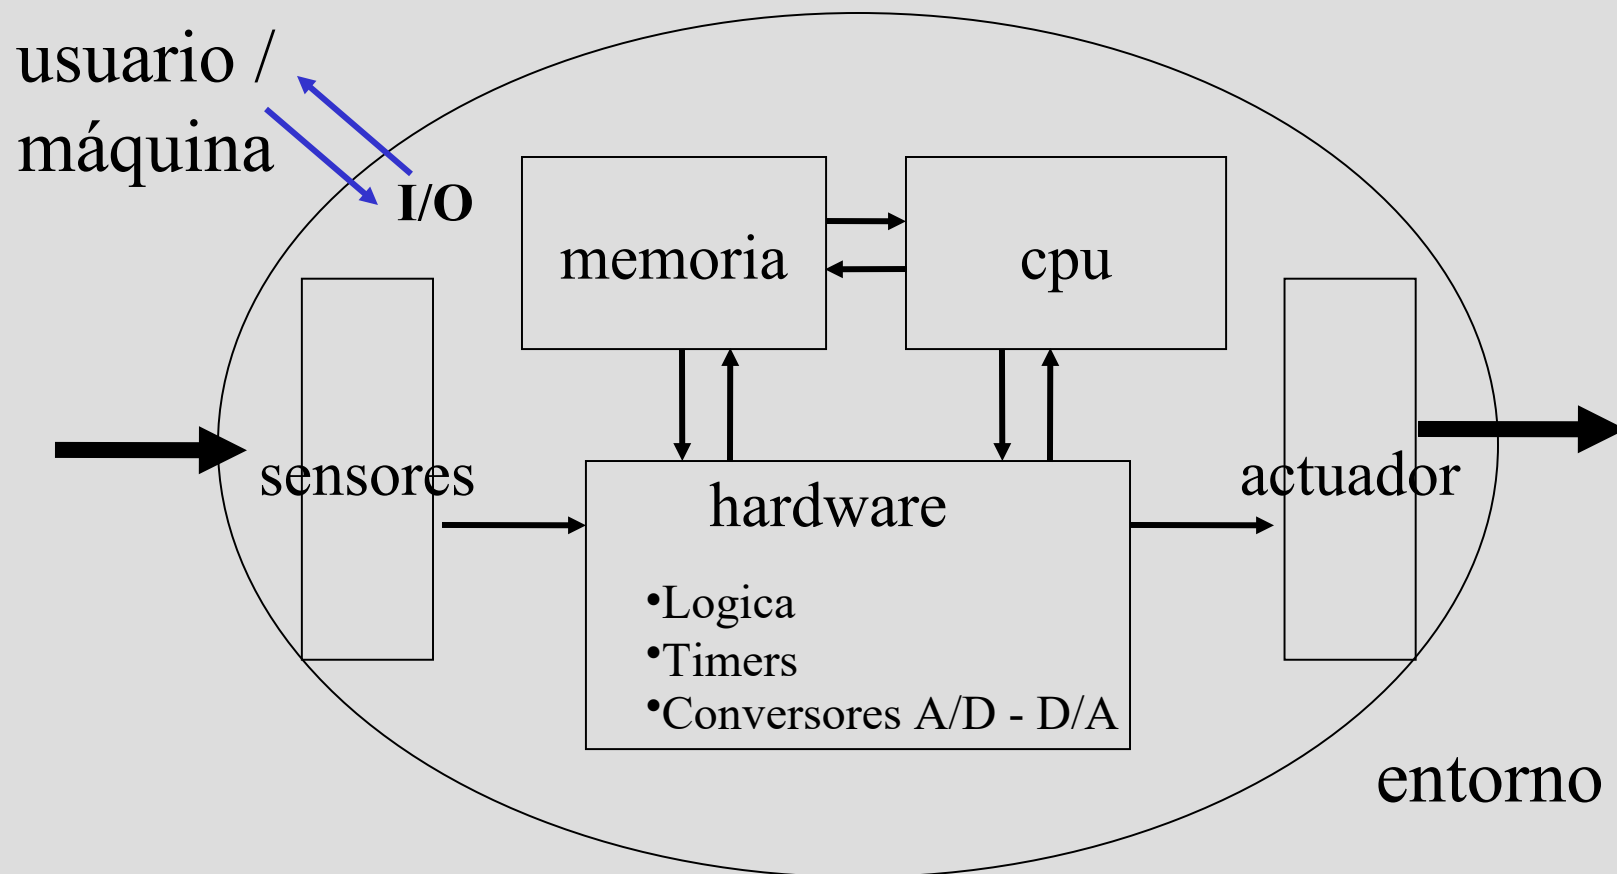 usuario /
máquina
I/O
memoria
cpu
sensores
hardware
•Logica
•Timers
•Conversores A/D - D/A
actuador
entorno